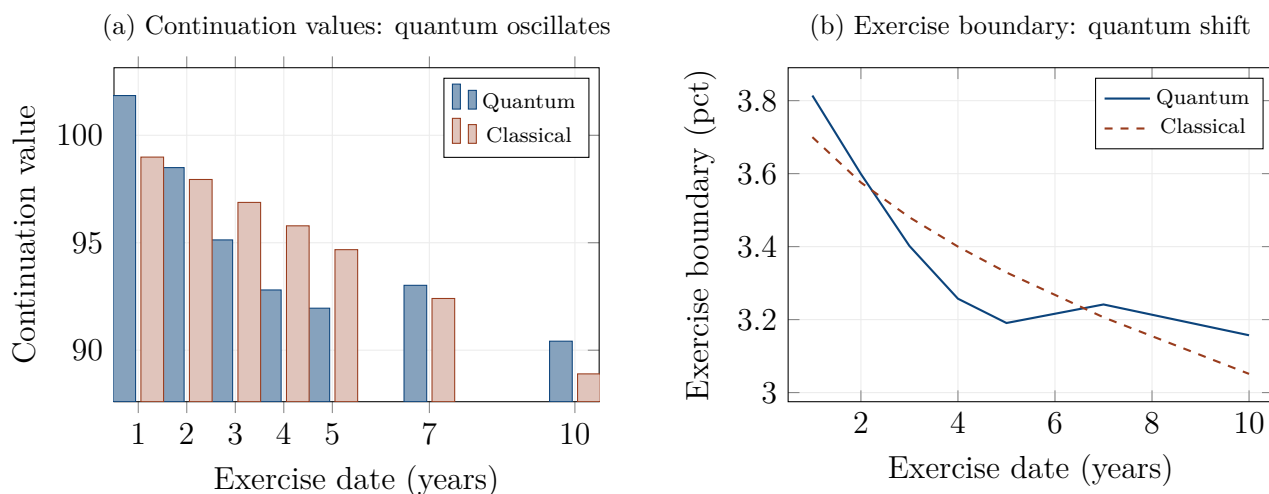 (a) Continuation values: quantum oscillates
Continuation value
100
95
90
Quantum
Classical
1 2 3 4 5 7 10
Exercise date (years)
(b) Exercise boundary: quantum shift
Exercise boundary (pct)
3.8
3.6
3.4
3.2
3
Quantum
Classical
2 4 6 8 10
Exercise date (years)